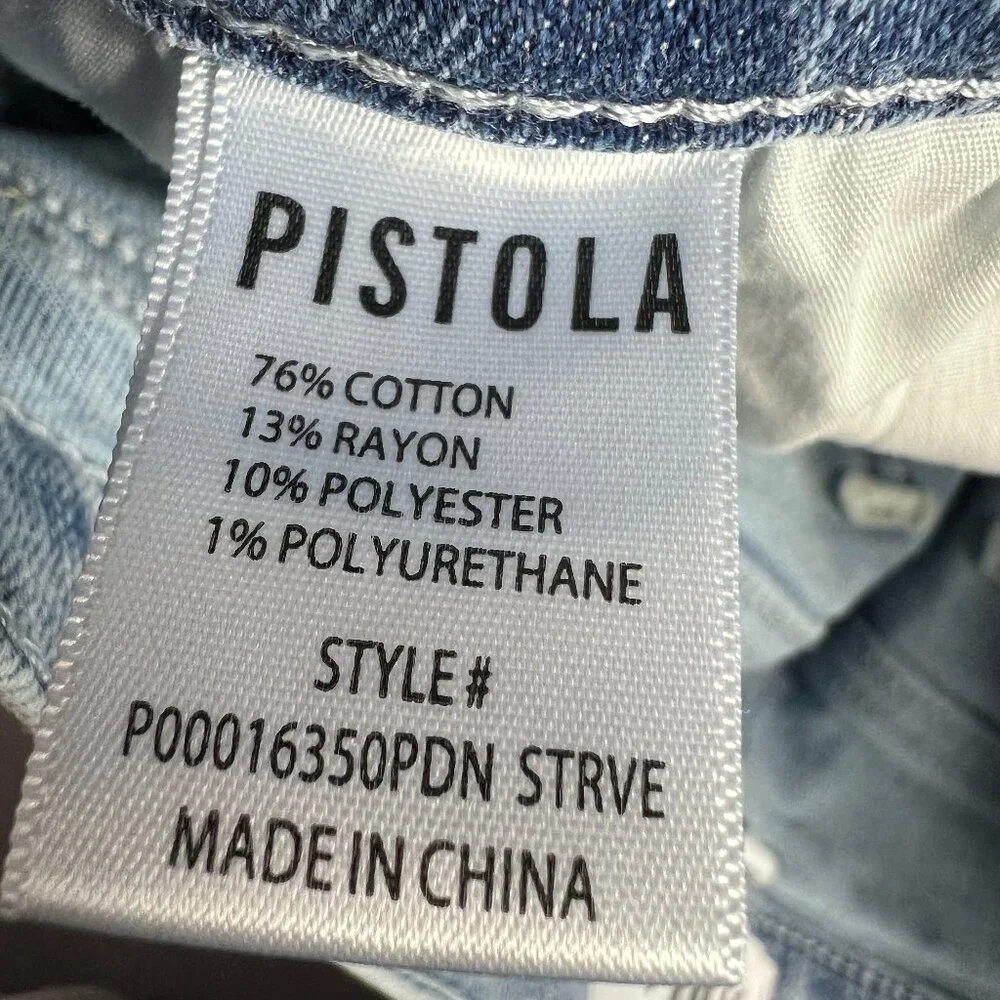 PISTOLA
76% COTTON
13% RAYON
10% POLYESTER
1% POLYURETHANE
STYLE #
P00016350PDN STRVE
MADE IN CHINA